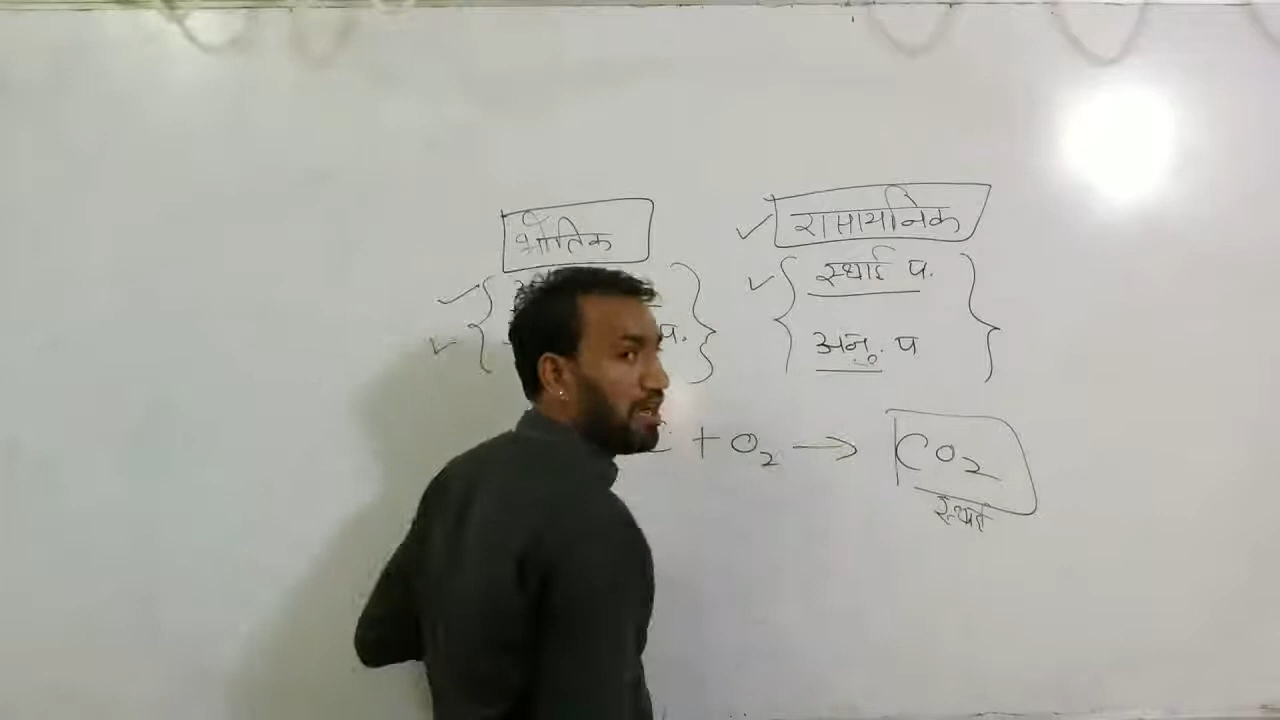 भौतिक
रासायनिक
स्थाई प.
प.
अनु. प
+ O₂ → CO₂
स्थाई